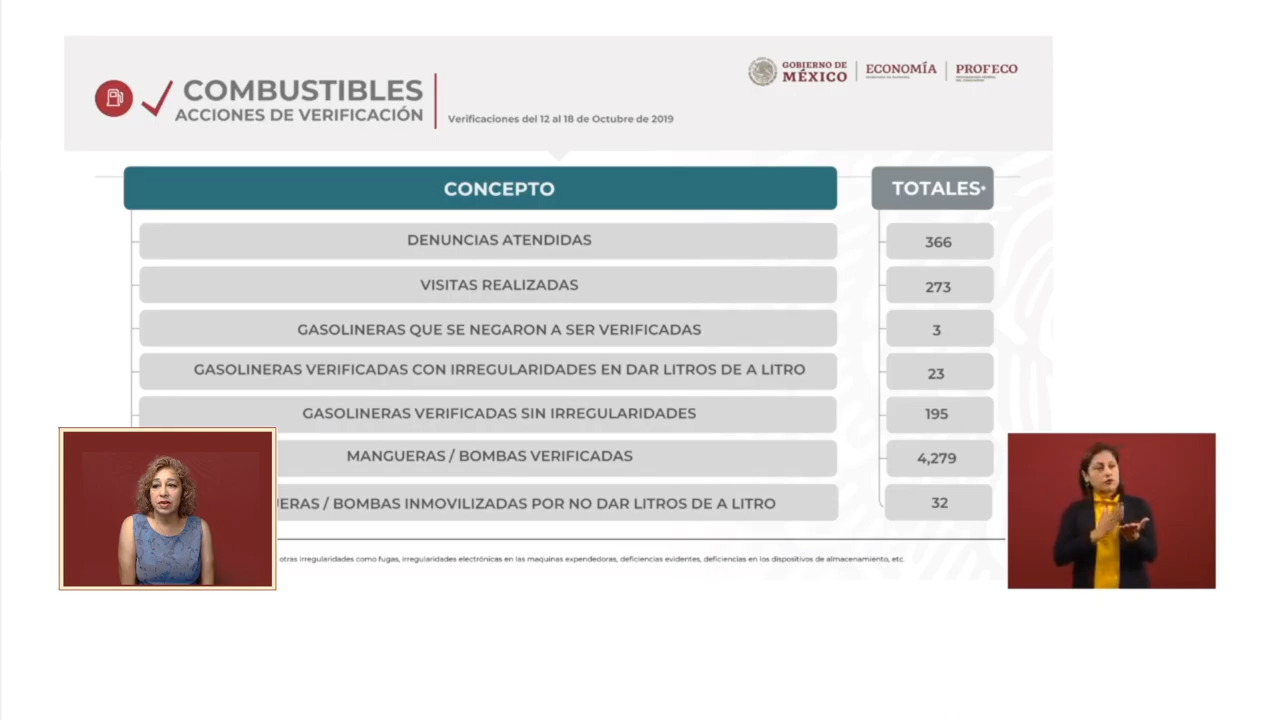 COMBUSTIBLES
ACCIONES DE VERIFICACIÓN
Verificaciones del 12 al 18 de Octubre de 2019
GOBIERNO DE
MÉXICO
ECONOMÍA
PROFECO
CONCEPTO
TOTALES*
DENUNCIAS ATENDIDAS
366
VISITAS REALIZADAS
273
GASOLINERAS QUE SE NEGARON A SER VERIFICADAS
3
GASOLINERAS VERIFICADAS CON IRREGULARIDADES EN DAR LITROS DE A LITRO
23
GASOLINERAS VERIFICADAS SIN IRREGULARIDADES
195
MANGUERAS / BOMBAS VERIFICADAS
4,279
ERAS / BOMBAS INMOVILIZADAS POR NO DAR LITROS DE A LITRO
32
otras irregularidades como fugas, irregularidades electrónicas en las maquinas expendedoras, deficiencias evidentes, deficiencias en los dispositivos de almacenamiento, etc.